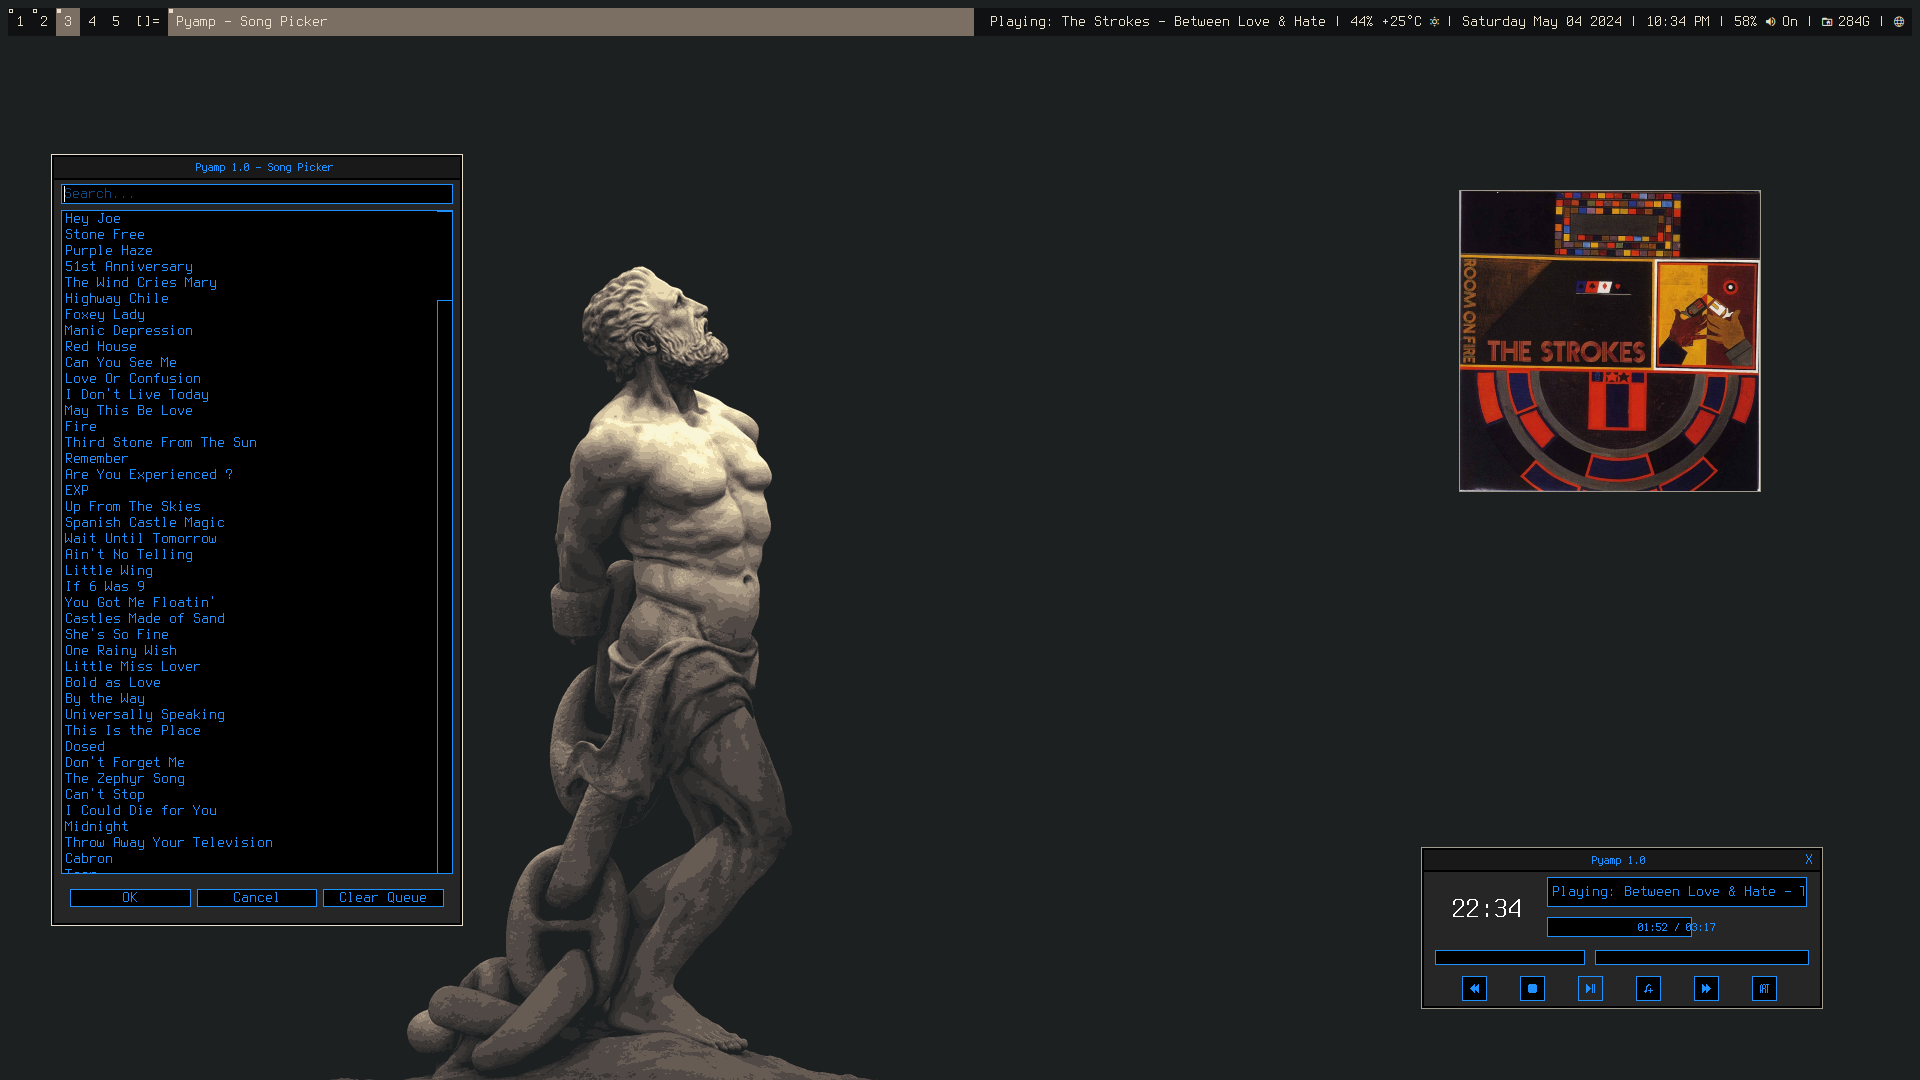 1 2 3 4 5 []= Pyamp - Song Picker Playing: The Strokes - Between Love & Hate | 44% +25°C | Saturday May 04 2024 | 10:34 PM | 58% On | 284G |
Pyamp 1.0 - Song Picker
Search...
Hey Joe
Stone Free
Purple Haze
51st Anniversary
The Wind Cries Mary
Highway Chile
Foxey Lady
Manic Depression
Red House
Can You See Me
Love Or Confusion
I Don't Live Today
May This Be Love
Fire
Third Stone From The Sun
Remember
Are You Experienced ?
EXP
Up From The Skies
Spanish Castle Magic
Wait Until Tomorrow
Ain't No Telling
Little Wing
If 6 Was 9
You Got Me Floatin'
Castles Made of Sand
She's So Fine
One Rainy Wish
Little Miss Lover
Bold as Love
By the Way
Universally Speaking
This Is the Place
Dosed
Don't Forget Me
The Zephyr Song
Can't Stop
I Could Die for You
Midnight
Throw Away Your Television
Cabron
OK Cancel Clear Queue
ROOM ON FIRE
THE STROKES
Pyamp 1.0 X
22:34
Playing: Between Love & Hate - T
01:52 / 03:17
ART